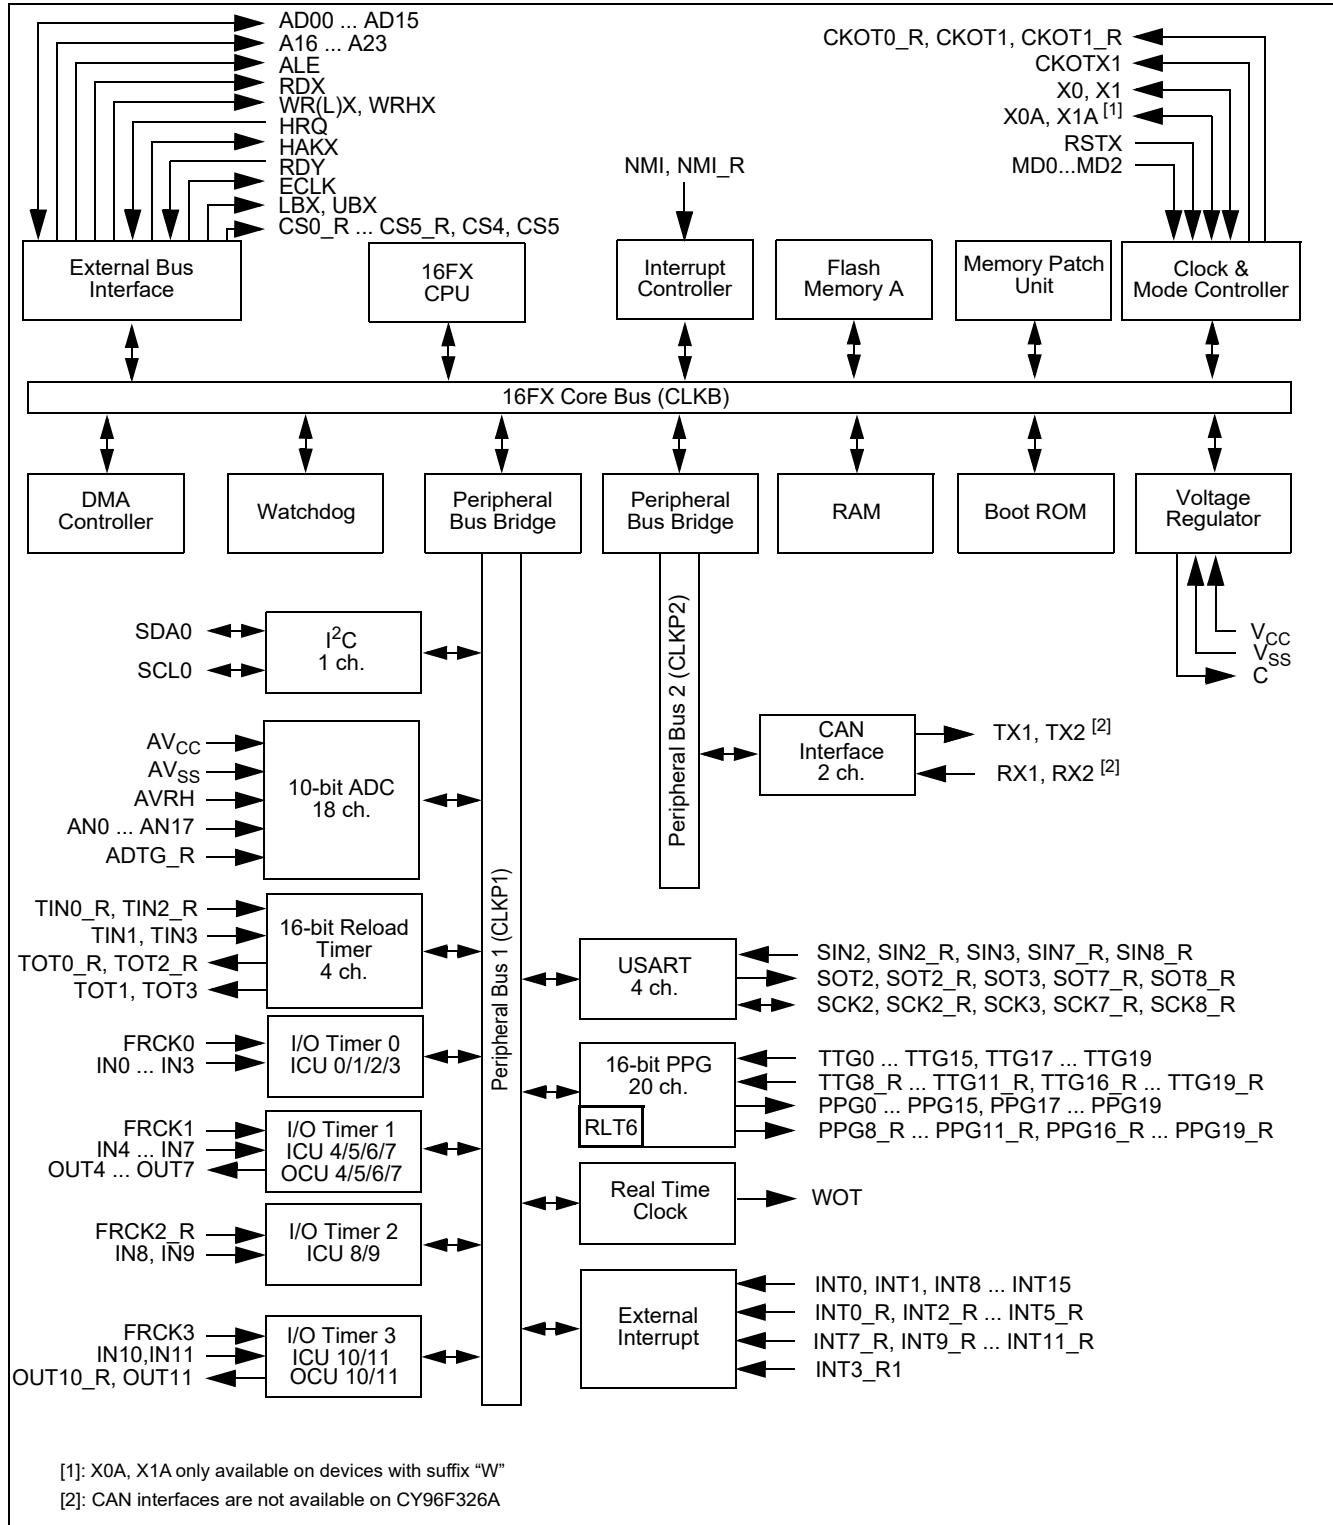 AD00 ... AD15
A16 ... A23
ALE
RDX
WR(L)X, WRHX
HRQ
HAKX
RDY
ECLK
LBX, UBX
CS0_R ... CS5_R, CS4, CS5
NMI, NMI_R
CKOT0_R, CKOT1, CKOT1_R
CKOTX1
X0, X1
X0A, X1A [1]
RSTX
MD0...MD2
External Bus
Interface
16FX
CPU
Interrupt
Controller
Flash
Memory A
Memory Patch
Unit
Clock &
Mode Controller
16FX Core Bus (CLKB)
DMA
Controller
Watchdog
Peripheral
Bus Bridge
Peripheral
Bus Bridge
RAM
Boot ROM
Voltage
Regulator
VCC
VSS
C
Peripheral Bus 1 (CLKP1)
Peripheral Bus 2 (CLKP2)
SDA0
SCL0
I2C
1 ch.
AVCC
AVSS
AVRH
AN0 ... AN17
ADTG_R
10-bit ADC
18 ch.
TIN0_R, TIN2_R
TIN1, TIN3
TOT0_R, TOT2_R
TOT1, TOT3
16-bit Reload
Timer
4 ch.
FRCK0
IN0 ... IN3
I/O Timer 0
ICU 0/1/2/3
FRCK1
IN4 ... IN7
OUT4 ... OUT7
I/O Timer 1
ICU 4/5/6/7
OCU 4/5/6/7
FRCK2_R
IN8, IN9
I/O Timer 2
ICU 8/9
FRCK3
IN10,IN11
OUT10_R, OUT11
I/O Timer 3
ICU 10/11
OCU 10/11
CAN
Interface
2 ch.
TX1, TX2 [2]
RX1, RX2 [2]
USART
4 ch.
SIN2, SIN2_R, SIN3, SIN7_R, SIN8_R
SOT2, SOT2_R, SOT3, SOT7_R, SOT8_R
SCK2, SCK2_R, SCK3, SCK7_R, SCK8_R
16-bit PPG
20 ch.
RLT6
TTG0 ... TTG15, TTG17 ... TTG19
TTG8_R ... TTG11_R, TTG16_R ... TTG19_R
PPG0 ... PPG15, PPG17 ... PPG19
PPG8_R ... PPG11_R, PPG16_R ... PPG19_R
Real Time
Clock
WOT
External
Interrupt
INT0, INT1, INT8 ... INT15
INT0_R, INT2_R ... INT5_R
INT7_R, INT9_R ... INT11_R
INT3_R1
[1]: X0A, X1A only available on devices with suffix “W”
[2]: CAN interfaces are not available on CY96F326A